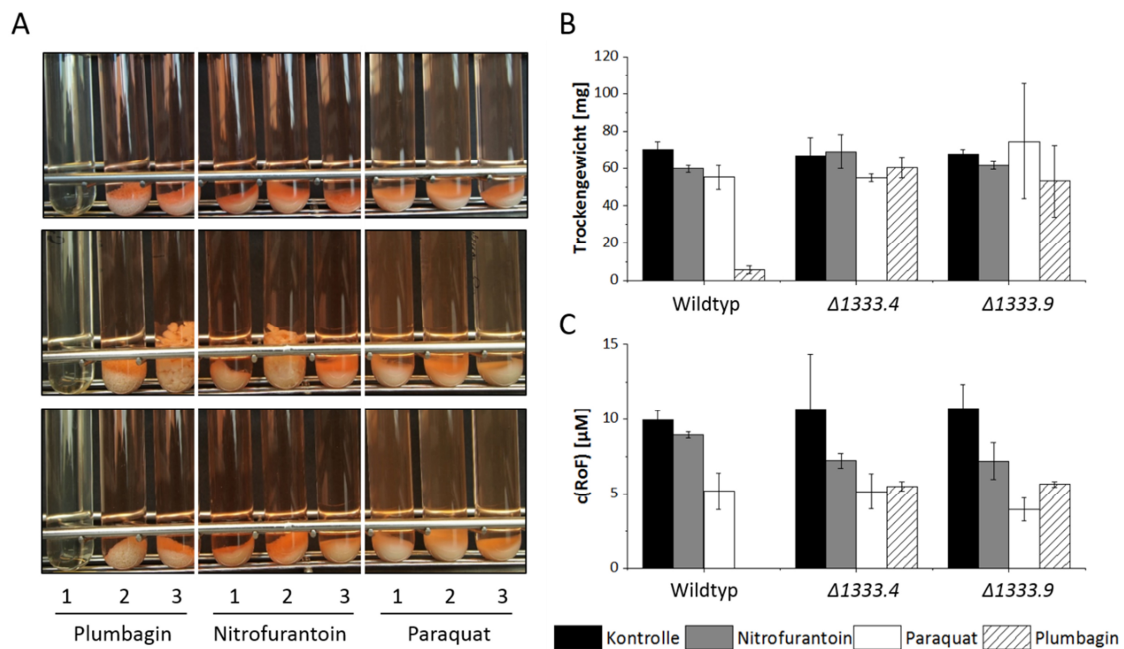 A
1 2 3
Plumbagin
1 2 3
Nitrofurantoin
1 2 3
Paraquat
B
Trockengewicht [mg]
120
100
80
60
40
20
0
Wildtyp
Δ1333.4
Δ1333.9
C
c(RoF) [µM]
15
10
5
0
Wildtyp
Δ1333.4
Δ1333.9
Kontrolle
Nitrofurantoin
Paraquat
Plumbagin